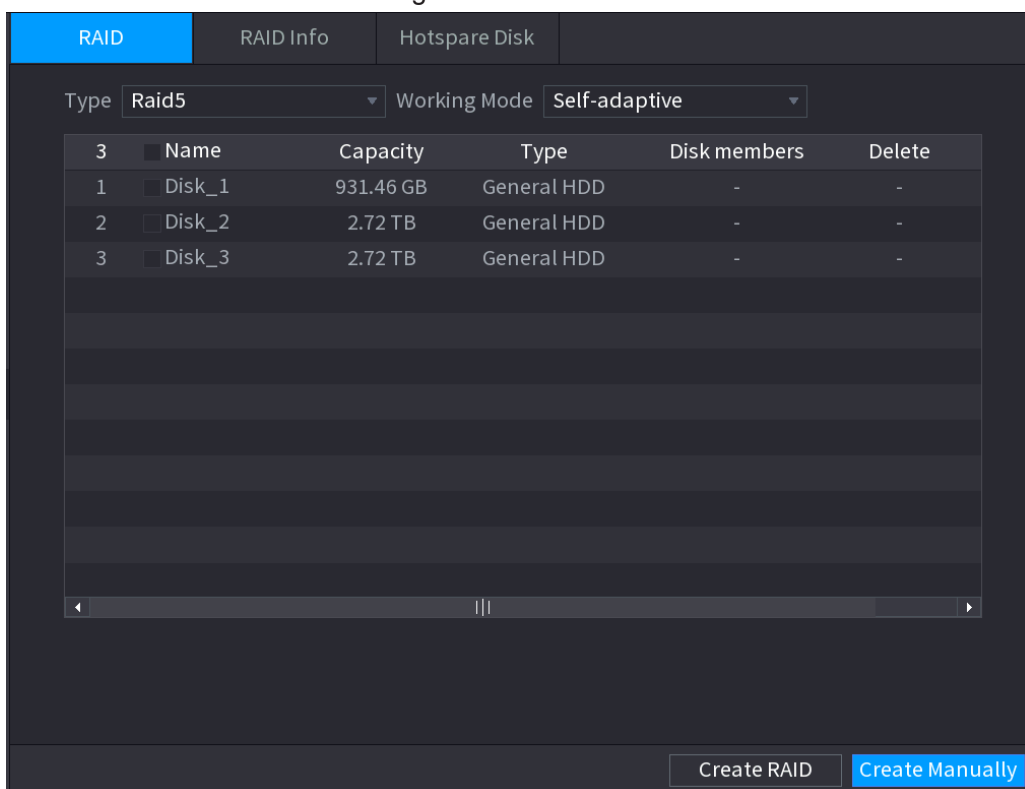 RAID RAID Info Hotspare Disk
Type Raid5 Working Mode Self-adaptive
3 Name Capacity Type Disk members Delete
1 Disk_1 931.46 GB General HDD - -
2 Disk_2 2.72 TB General HDD - -
3 Disk_3 2.72 TB General HDD - -
Create RAID Create Manually